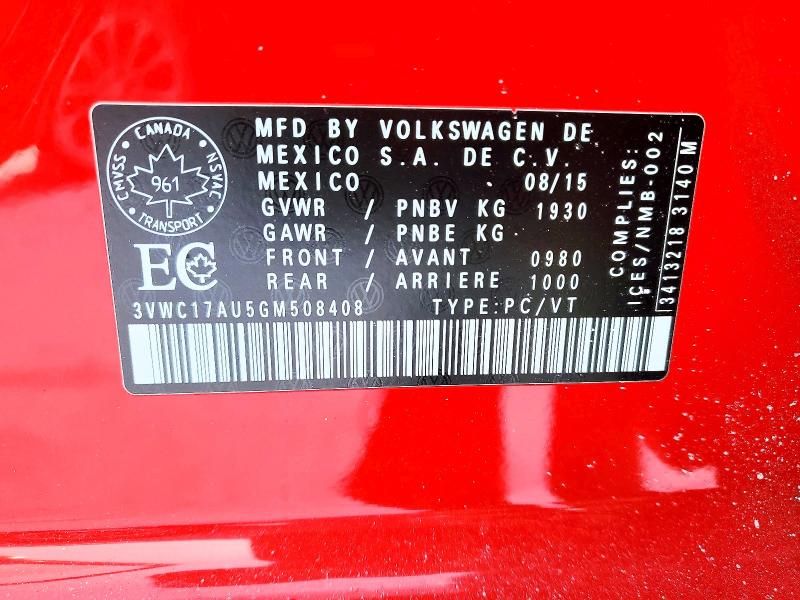 CANADA
CMVSS
NSVAC
961
TRANSPORT
EC
MFD BY VOLKSWAGEN DE
MEXICO S.A. DE C.V.
MEXICO 08/15
GVWR / PNBV KG 1930
GAWR / PNBE KG
FRONT / AVANT 0980
REAR / ARRIERE 1000
3VWC17AU5GM508408 TYPE:PC/VT
COMPLIES:
ICES/NMB-002
3413218 3140 M